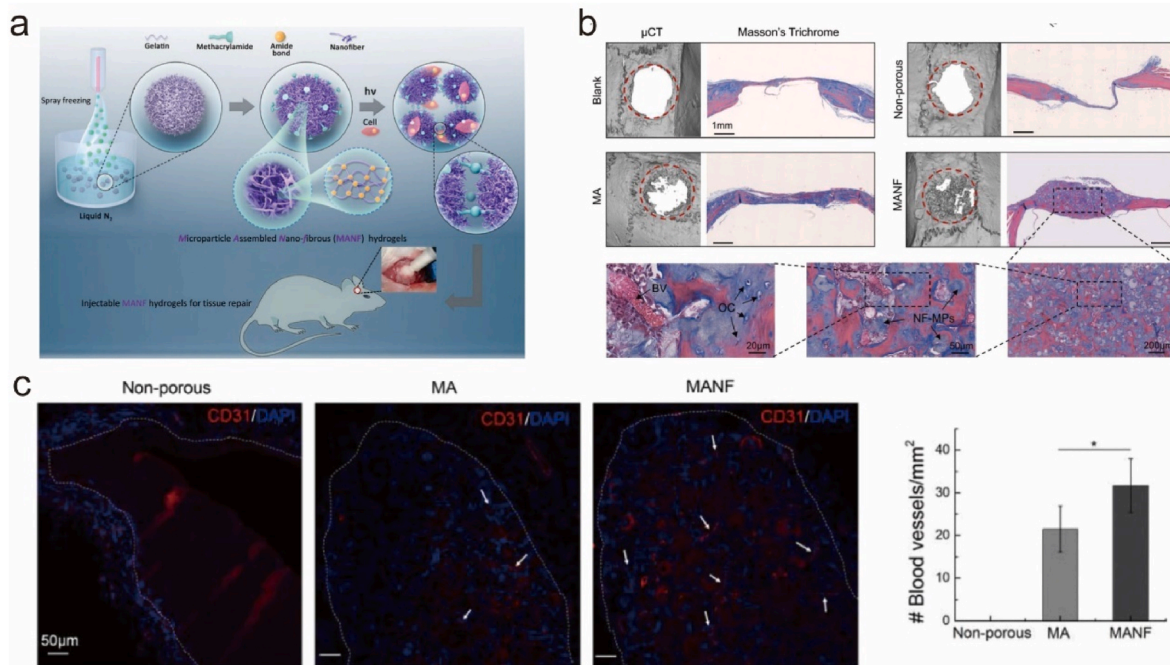 a
Gelatin
Methacrylamide
Amide
bond
Nanofiber
Spray freezing
hν
Cell
Liquid N₂
Microparticle Assembled Nano-fibrous (MANF) hydrogels
Injectable MANF hydrogels for tissue repair
b
μCT
Masson's Trichrome
Blank
1mm
Non-porous
MA
MANF
BV
OC
20μm
NF-MPs
50μm
200μm
c
Non-porous
CD31/DAPI
50μm
MA
CD31/DAPI
MANF
CD31/DAPI
# Blood vessels/mm²
40
30
20
10
0
*
Non-porous
MA
MANF